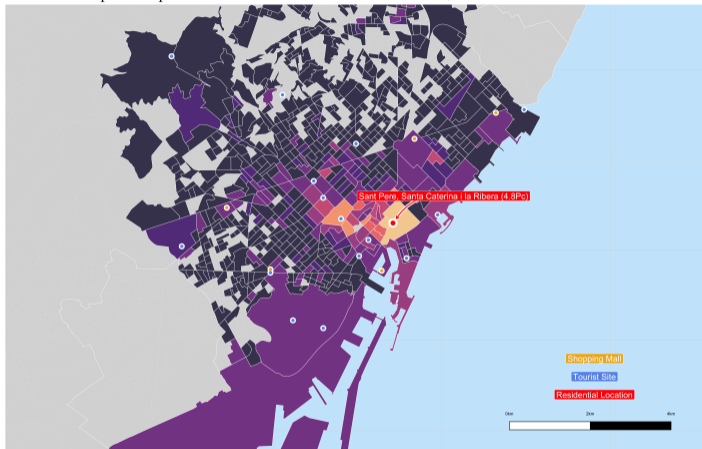 Sant Pere, Santa Caterina i la Ribera (4.8Pc)
Shopping Mall
Tourist Site
Residential Location
0km 2km 4km